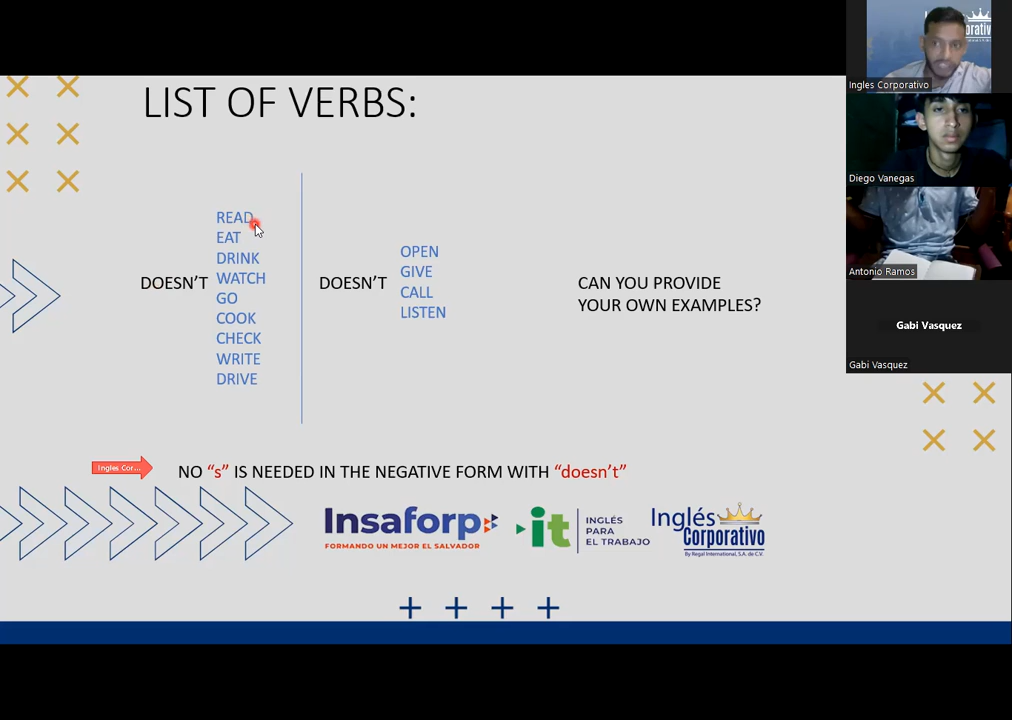 LIST OF VERBS:
DOESN'T
READ
EAT
DRINK
WATCH
GO
COOK
CHECK
WRITE
DRIVE
DOESN'T
OPEN
GIVE
CALL
LISTEN
CAN YOU PROVIDE
YOUR OWN EXAMPLES?
Ingles Cor...
NO “s” IS NEEDED IN THE NEGATIVE FORM WITH “doesn't”
Insaforp
FORMANDO UN MEJOR EL SALVADOR
it
INGLÉS
PARA
EL TRABAJO
Inglés
Corporativo
By Regal International, S.A. de C.V.
Ingles Corporativo
Diego Vanegas
Antonio Ramos
Gabi Vasquez
Gabi Vasquez